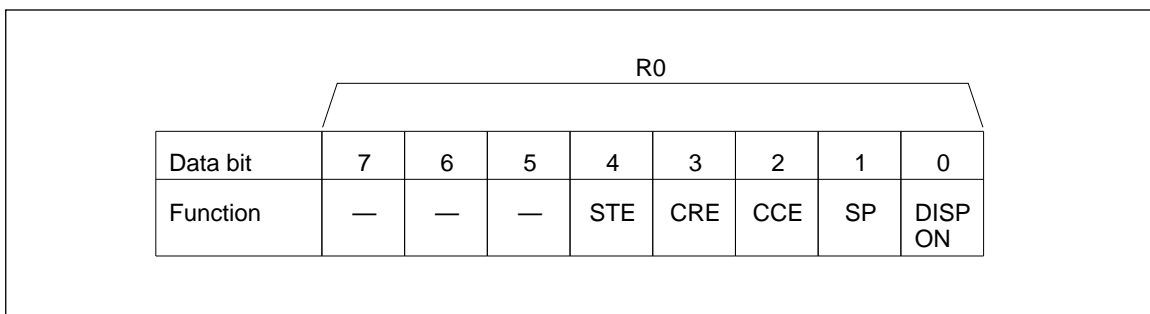 R0
Data bit 7 6 5 4 3 2 1 0
Function — — — STE CRE CCE SP DISP
ON